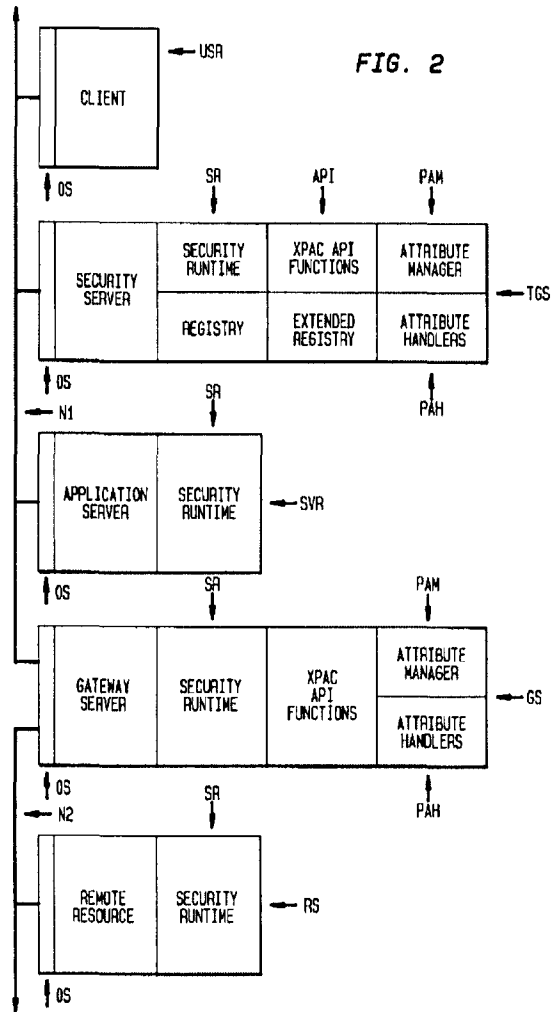 FIG. 2
USR
CLIENT
OS
SR
API
PAM
SECURITY SERVER
SECURITY RUNTIME
XPAC API FUNCTIONS
ATTRIBUTE MANAGER
TGS
REGISTRY
EXTENDED REGISTRY
ATTRIBUTE HANDLERS
OS
SR
PAH
N1
APPLICATION SERVER
SECURITY RUNTIME
SVR
OS
SR
PAM
GATEWAY SERVER
SECURITY RUNTIME
XPAC API FUNCTIONS
ATTRIBUTE MANAGER
GS
ATTRIBUTE HANDLERS
OS
SR
PAH
N2
REMOTE RESOURCE
SECURITY RUNTIME
RS
OS